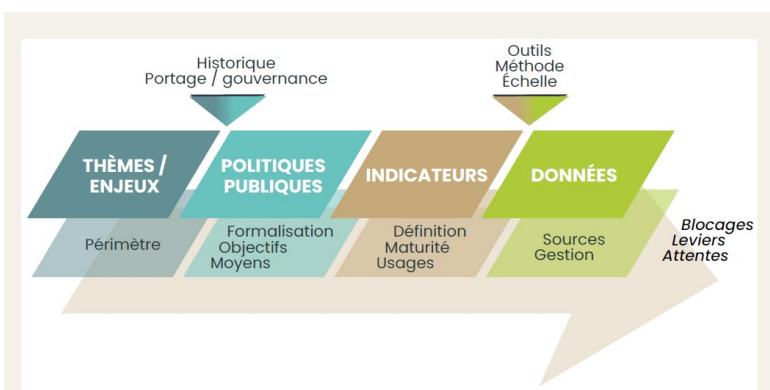 Historique
Portage / gouvernance
Outils
Méthode
Échelle
THÈMES /
ENJEUX
POLITIQUES
PUBLIQUES
INDICATEURS
DONNÉES
Périmètre
Formalisation
Objectifs
Moyens
Définition
Maturité
Usages
Sources
Gestion
Blocages
Leviers
Attentes